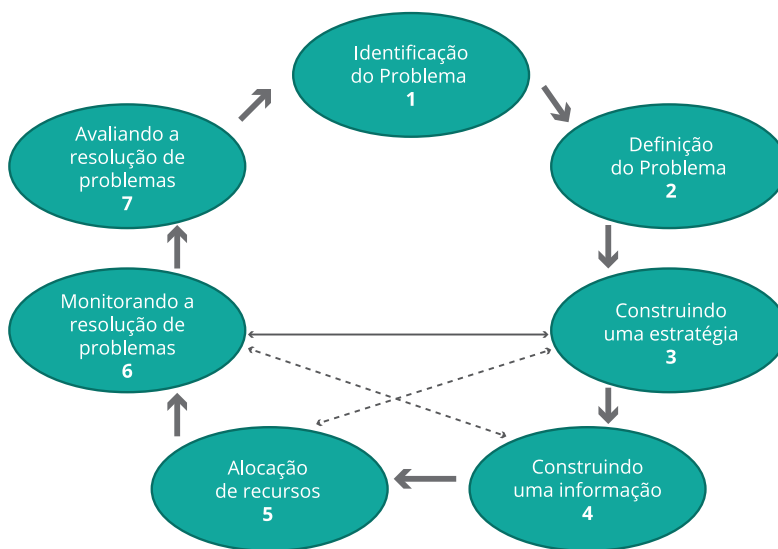 Identificação
do Problema
1
Definição
do Problema
2
Construindo
uma estratégia
3
Construindo
uma informação
4
Alocação
de recursos
5
Monitorando a
resolução de
problemas
6
Avaliando a
resolução de
problemas
7